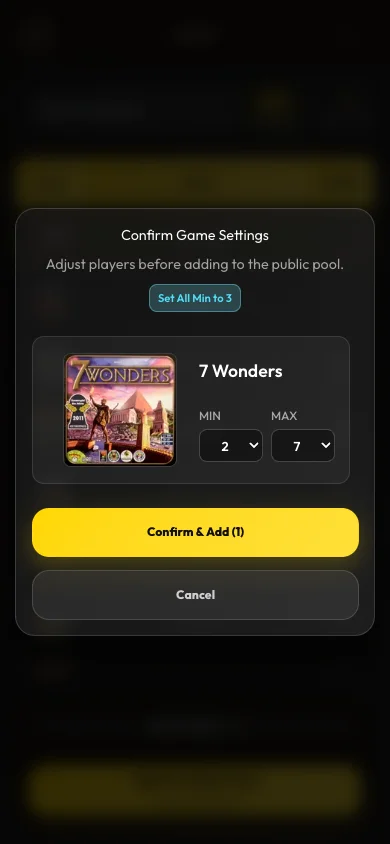 Confirm Game Settings
Adjust players before adding to the public pool.
Set All Min to 3
7 WONDERS
2011
7 Wonders
MIN
MAX
2
7
Confirm & Add (1)
Cancel